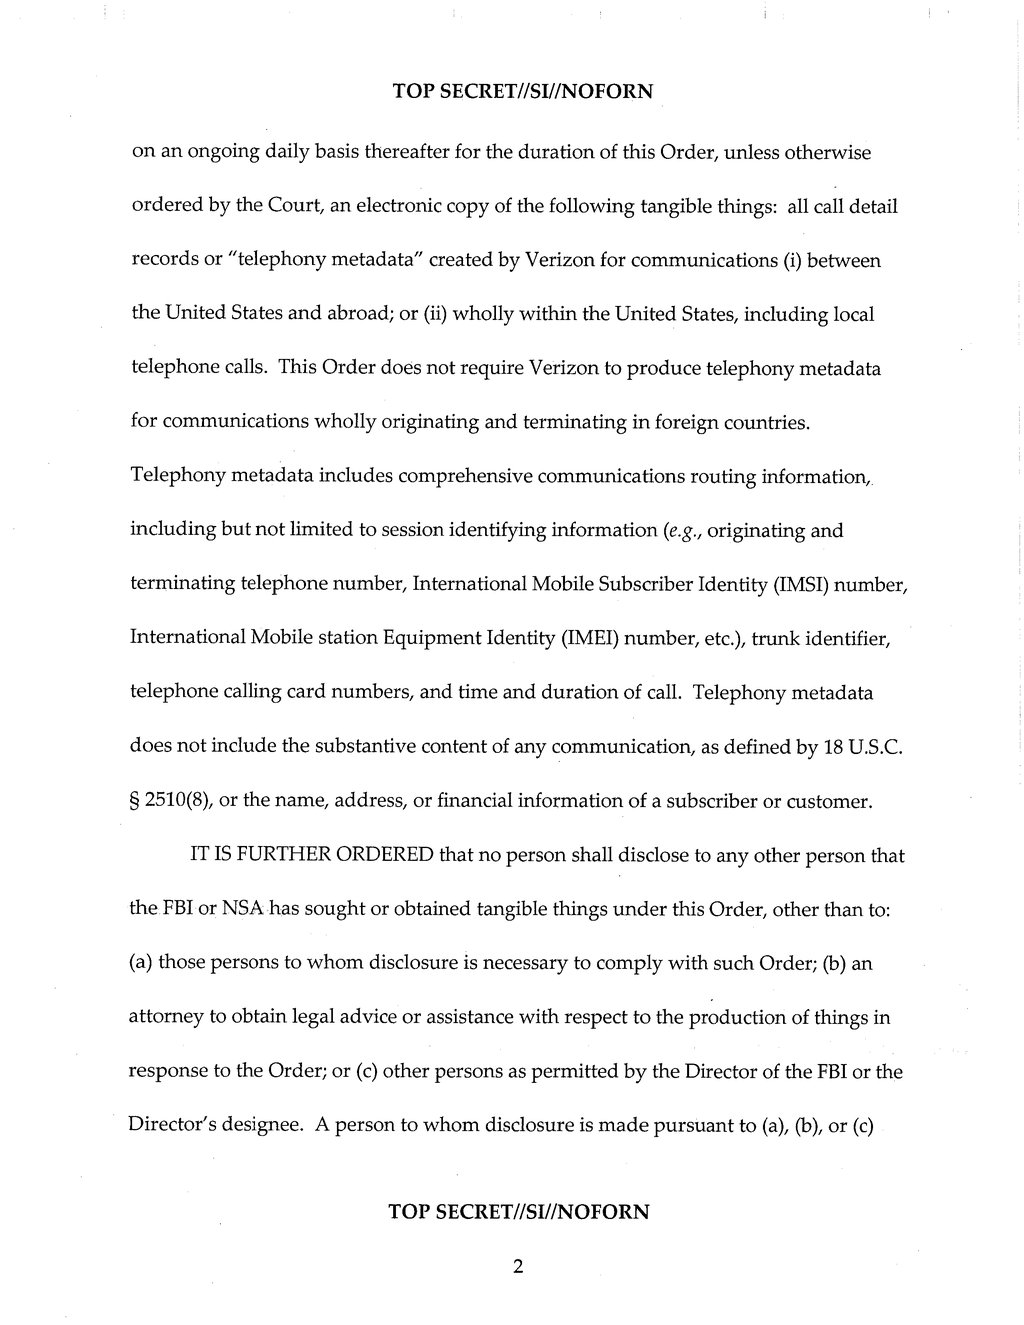 TOP SECRET//SI//NOFORN
on an ongoing daily basis thereafter for the duration of this Order, unless otherwise
ordered by the Court, an electronic copy of the following tangible things:  all call detail
records or "telephony metadata" created by Verizon for communications (i) between
the United States and abroad; or (ii) wholly within the United States, including local
telephone calls.  This Order does not require Verizon to produce telephony metadata
for communications wholly originating and terminating in foreign countries.
Telephony metadata includes comprehensive communications routing information,
including but not limited to session identifying information (e.g., originating and
terminating telephone number, International Mobile Subscriber Identity (IMSI) number,
International Mobile station Equipment Identity (IMEI) number, etc.), trunk identifier,
telephone calling card numbers, and time and duration of call.  Telephony metadata
does not include the substantive content of any communication, as defined by 18 U.S.C.
§ 2510(8), or the name, address, or financial information of a subscriber or customer.
IT IS FURTHER ORDERED that no person shall disclose to any other person that
the FBI or NSA has sought or obtained tangible things under this Order, other than to:
(a) those persons to whom disclosure is necessary to comply with such Order; (b) an
attorney to obtain legal advice or assistance with respect to the production of things in
response to the Order; or (c) other persons as permitted by the Director of the FBI or the
Director's designee.  A person to whom disclosure is made pursuant to (a), (b), or (c)
TOP SECRET//SI//NOFORN
2